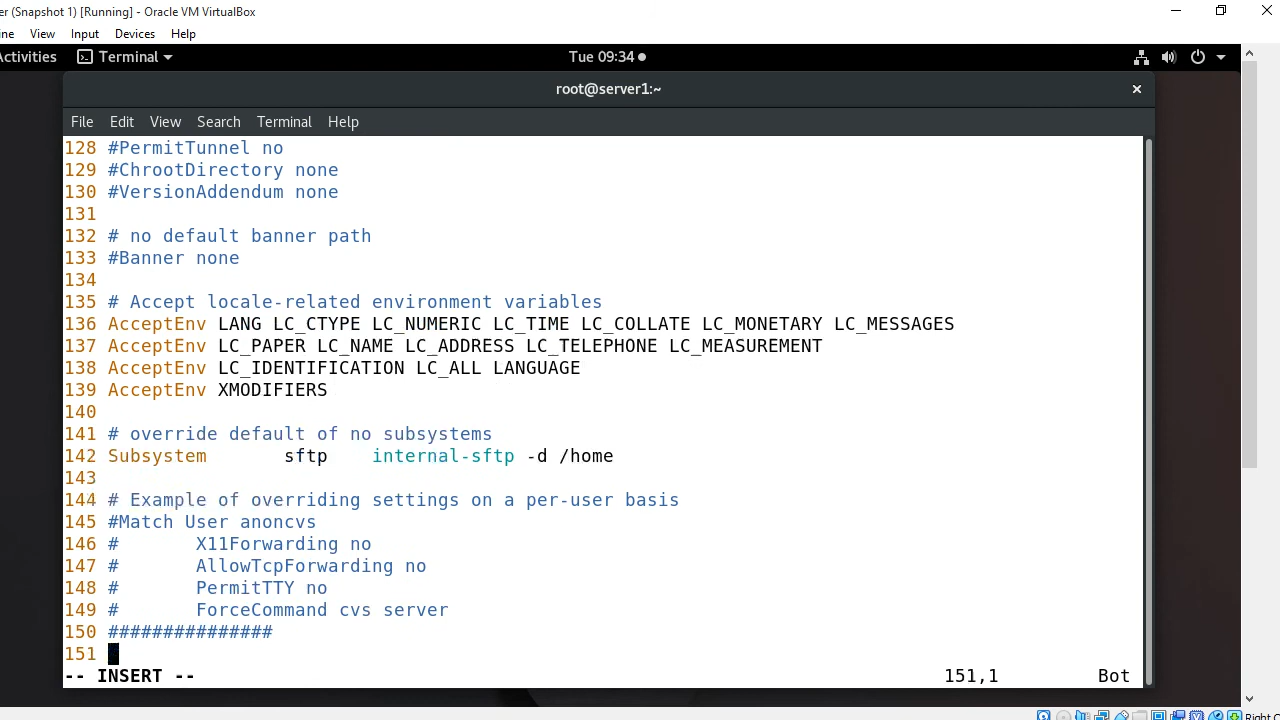 er (Snapshot 1) [Running] - Oracle VM VirtualBox
ine View Input Devices Help
Activities Terminal Tue 09:34
root@server1:~
File Edit View Search Terminal Help
128 #PermitTunnel no
129 #ChrootDirectory none
130 #VersionAddendum none
131
132 # no default banner path
133 #Banner none
134
135 # Accept locale-related environment variables
136 AcceptEnv LANG LC_CTYPE LC_NUMERIC LC_TIME LC_COLLATE LC_MONETARY LC_MESSAGES
137 AcceptEnv LC_PAPER LC_NAME LC_ADDRESS LC_TELEPHONE LC_MEASUREMENT
138 AcceptEnv LC_IDENTIFICATION LC_ALL LANGUAGE
139 AcceptEnv XMODIFIERS
140
141 # override default of no subsystems
142 Subsystem       sftp    internal-sftp -d /home
143
144 # Example of overriding settings on a per-user basis
145 #Match User anoncvs
146 #       X11Forwarding no
147 #       AllowTcpForwarding no
148 #       PermitTTY no
149 #       ForceCommand cvs server
150 ###############
151
-- INSERT -- 151,1 Bot
Right C